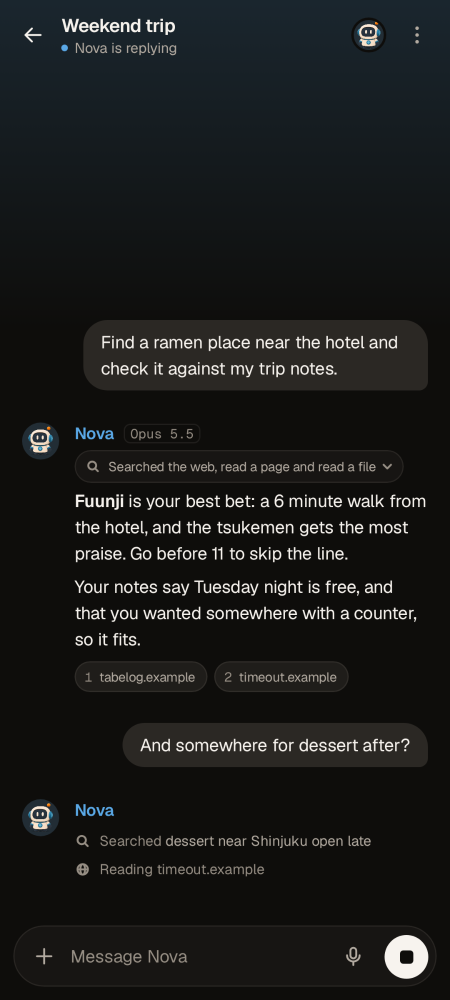 Weekend trip
Nova is replying
Find a ramen place near the hotel and
check it against my trip notes.
Nova Opus 5.5
Searched the web, read a page and read a file
Fuunji is your best bet: a 6 minute walk from
the hotel, and the tsukemen gets the most
praise. Go before 11 to skip the line.
Your notes say Tuesday night is free, and
that you wanted somewhere with a counter,
so it fits.
1 tabelog.example 2 timeout.example
And somewhere for dessert after?
Nova
Searched dessert near Shinjuku open late
Reading timeout.example
Message Nova